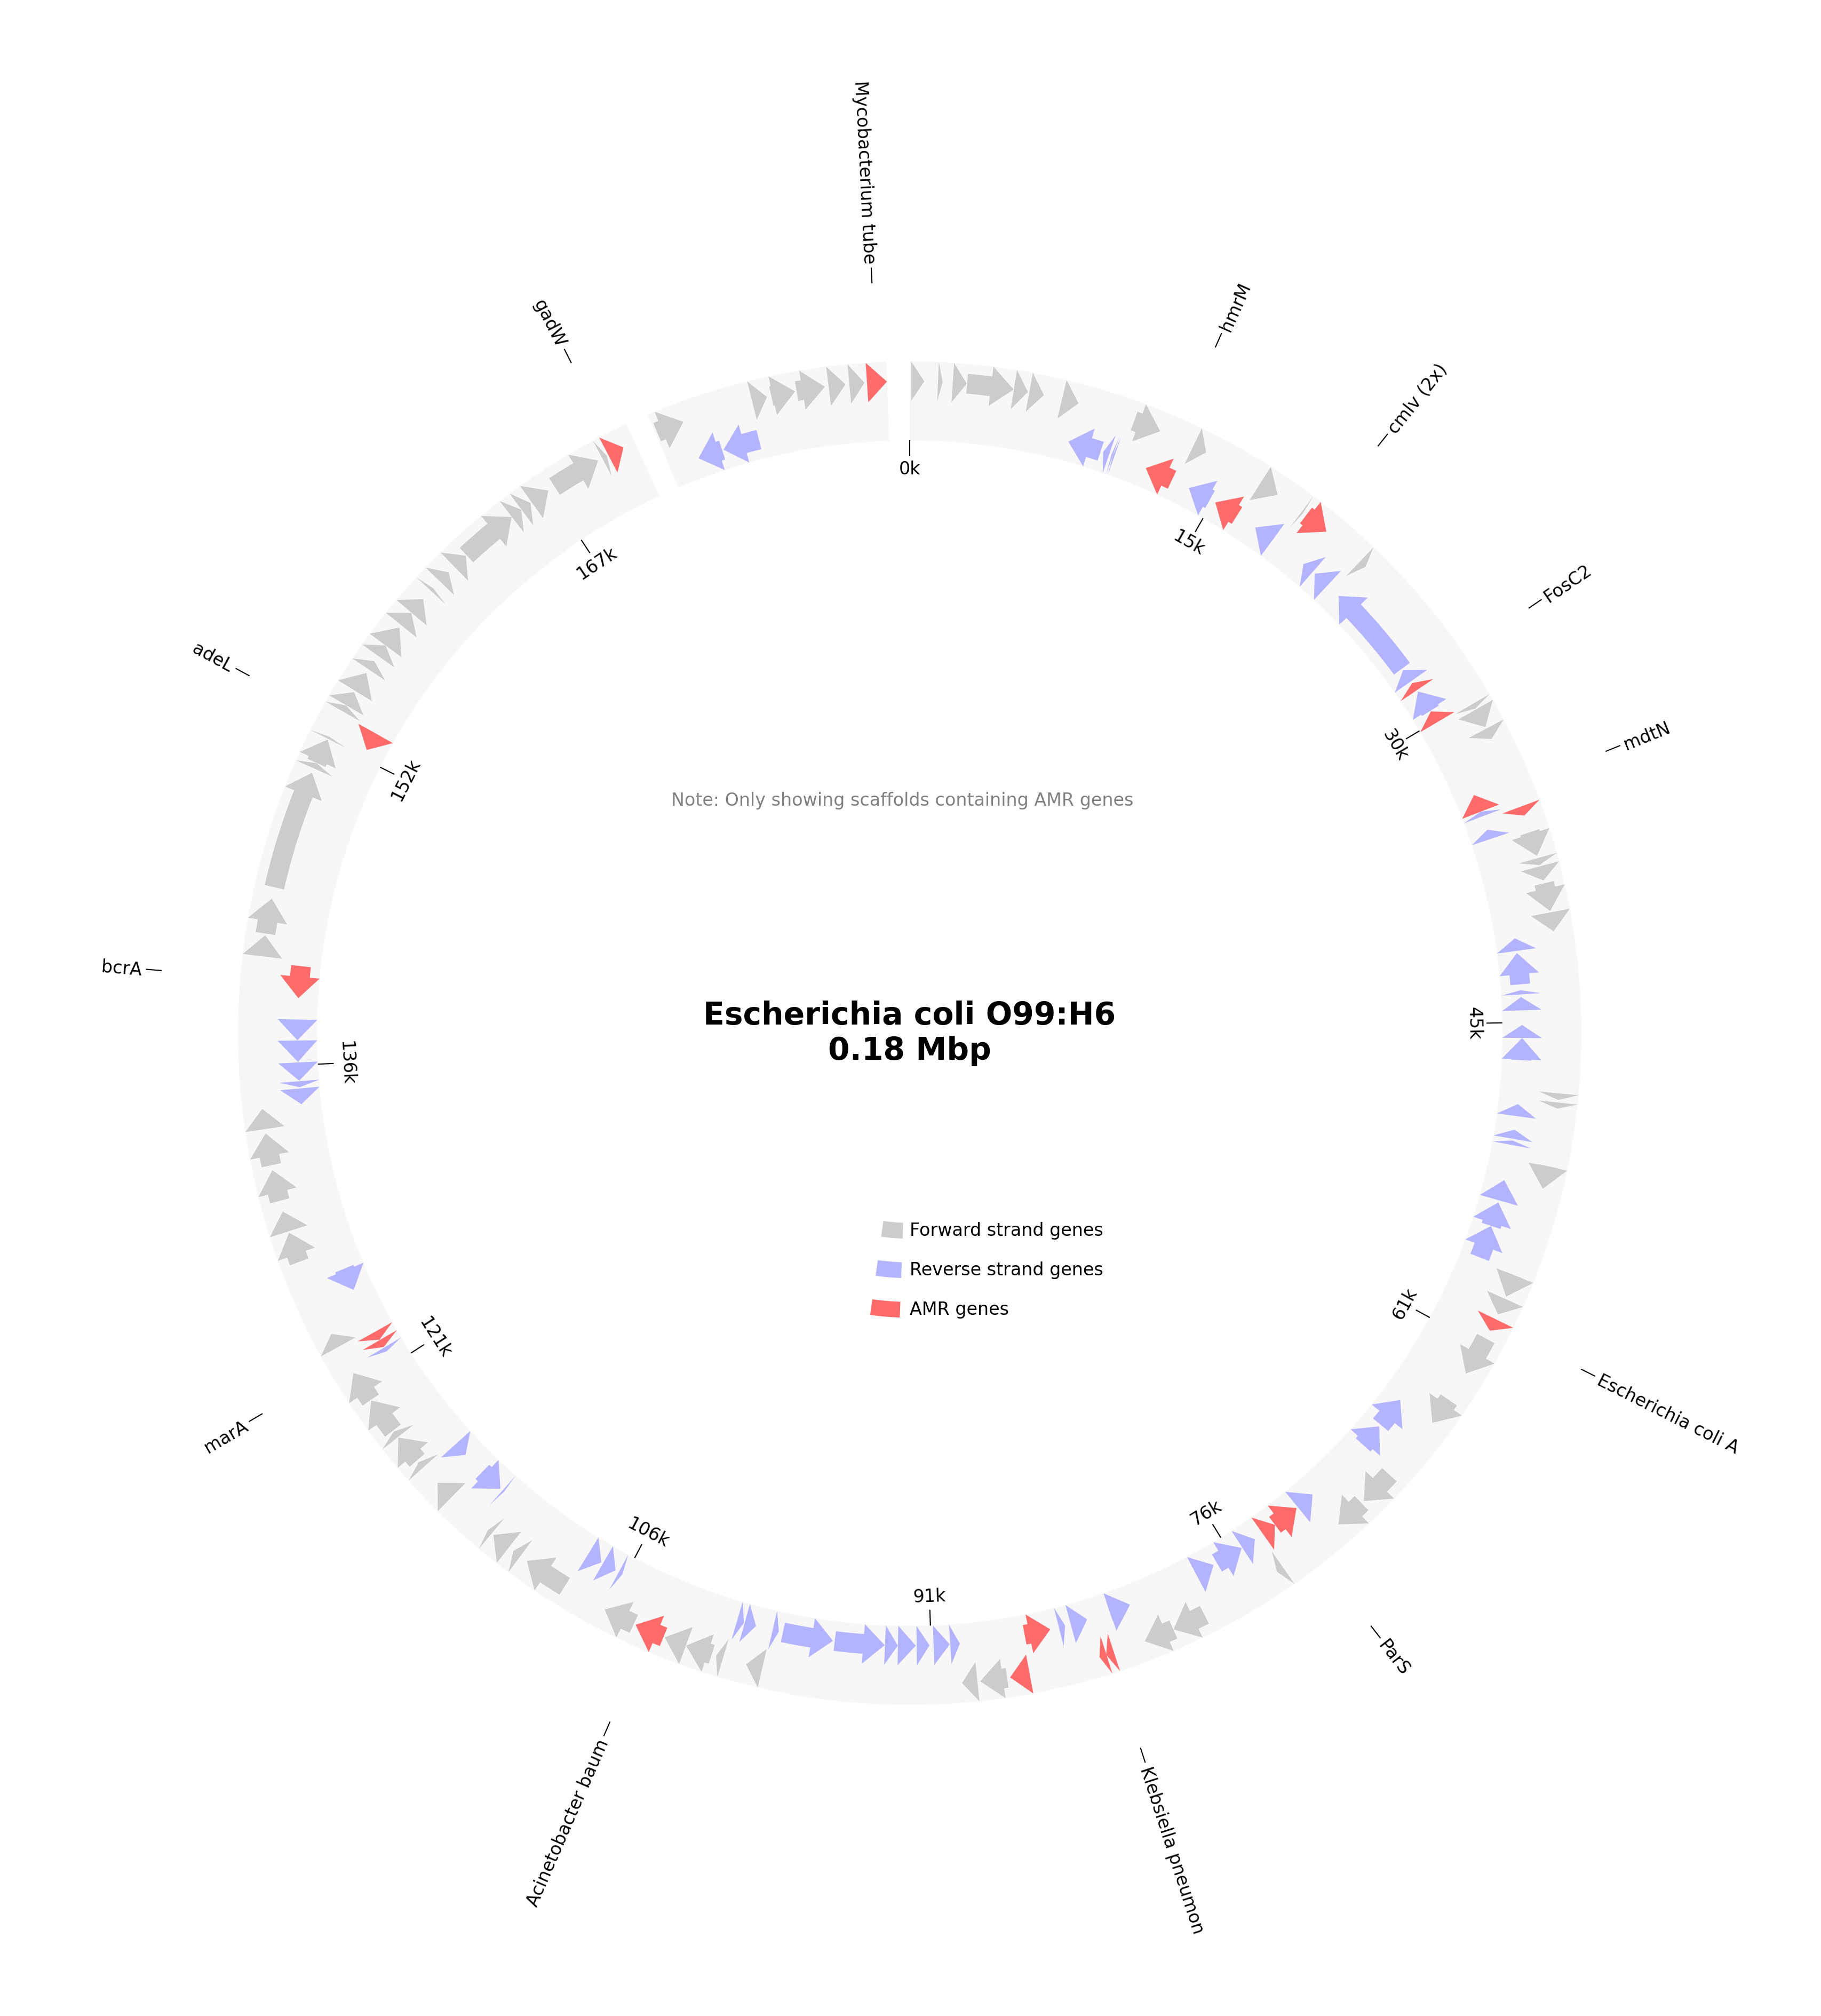 Mycobacterium tube
hmrM
cmlv (2x)
FosC2
mdtN
Escherichia coli A
ParS
Klebsiella pneumon
Acinetobacter baum
marA
bcrA
adeL
gadW
0k
15k
30k
45k
61k
76k
91k
106k
121k
136k
152k
167k
Note: Only showing scaffolds containing AMR genes
Escherichia coli O99:H6
0.18 Mbp
Forward strand genes
Reverse strand genes
AMR genes